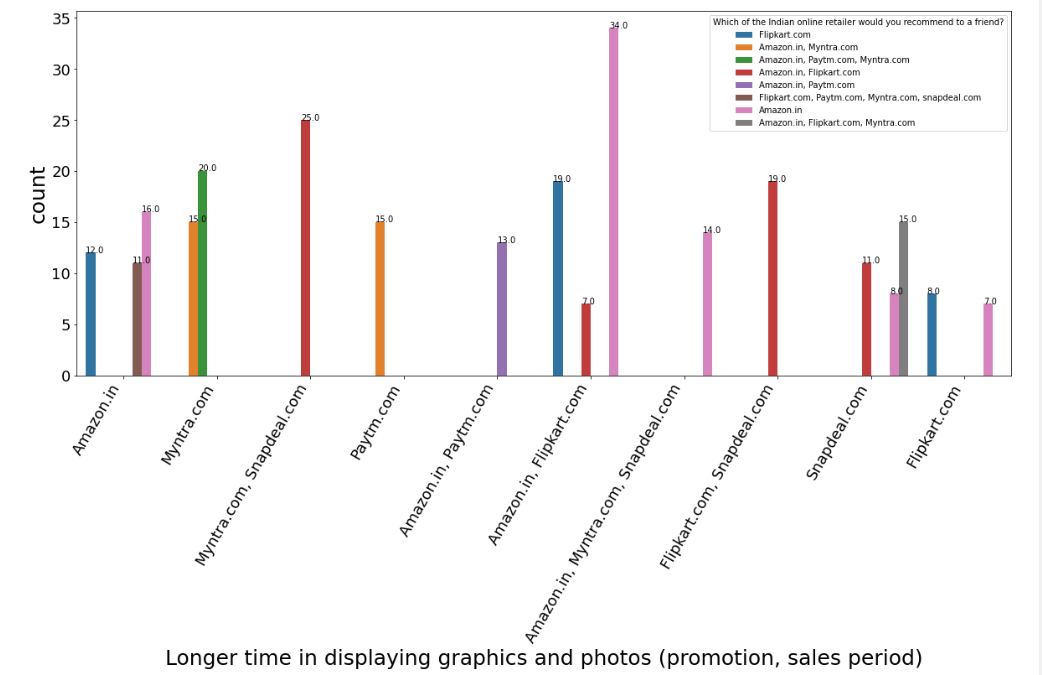 35
30
25
20
15
10
5
0
count
Which of the Indian online retailer would you recommend to a friend?
Flipkart.com
Amazon.in, Myntra.com
Amazon.in, Paytm.com, Myntra.com
Amazon.in, Flipkart.com
Amazon.in, Paytm.com
Flipkart.com, Paytm.com, Myntra.com, snapdeal.com
Amazon.in
Amazon.in, Flipkart.com, Myntra.com
12.0
11.0
16.0
15.0
20.0
25.0
15.0
13.0
19.0
7.0
34.0
14.0
19.0
11.0
8.0
15.0
8.0
7.0
Amazon.in
Myntra.com
Myntra.com, Snapdeal.com
Paytm.com
Amazon.in, Paytm.com
Amazon.in, Flipkart.com
Amazon.in, Myntra.com, Snapdeal.com
Flipkart.com, Snapdeal.com
Snapdeal.com
Flipkart.com
Longer time in displaying graphics and photos (promotion, sales period)